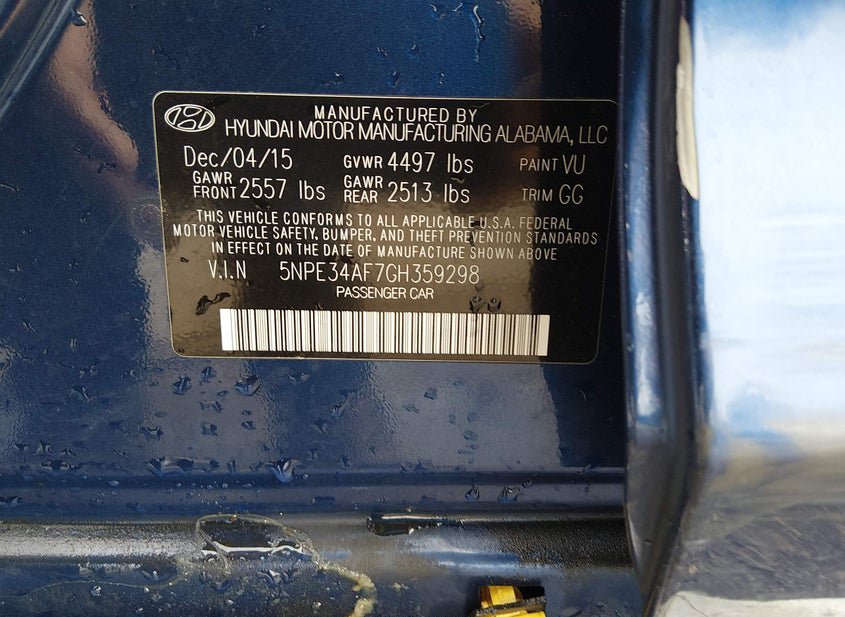 MANUFACTURED BY
HYUNDAI MOTOR MANUFACTURING ALABAMA, LLC
Dec/04/15 GVWR 4497 lbs PAINT VU
GAWR FRONT 2557 lbs GAWR REAR 2513 lbs TRIM GG
THIS VEHICLE CONFORMS TO ALL APPLICABLE U.S.A. FEDERAL
MOTOR VEHICLE SAFETY, BUMPER, AND THEFT PREVENTION STANDARDS
IN EFFECT ON THE DATE OF MANUFACTURE SHOWN ABOVE
V.I.N 5NPE34AF7GH359298
PASSENGER CAR